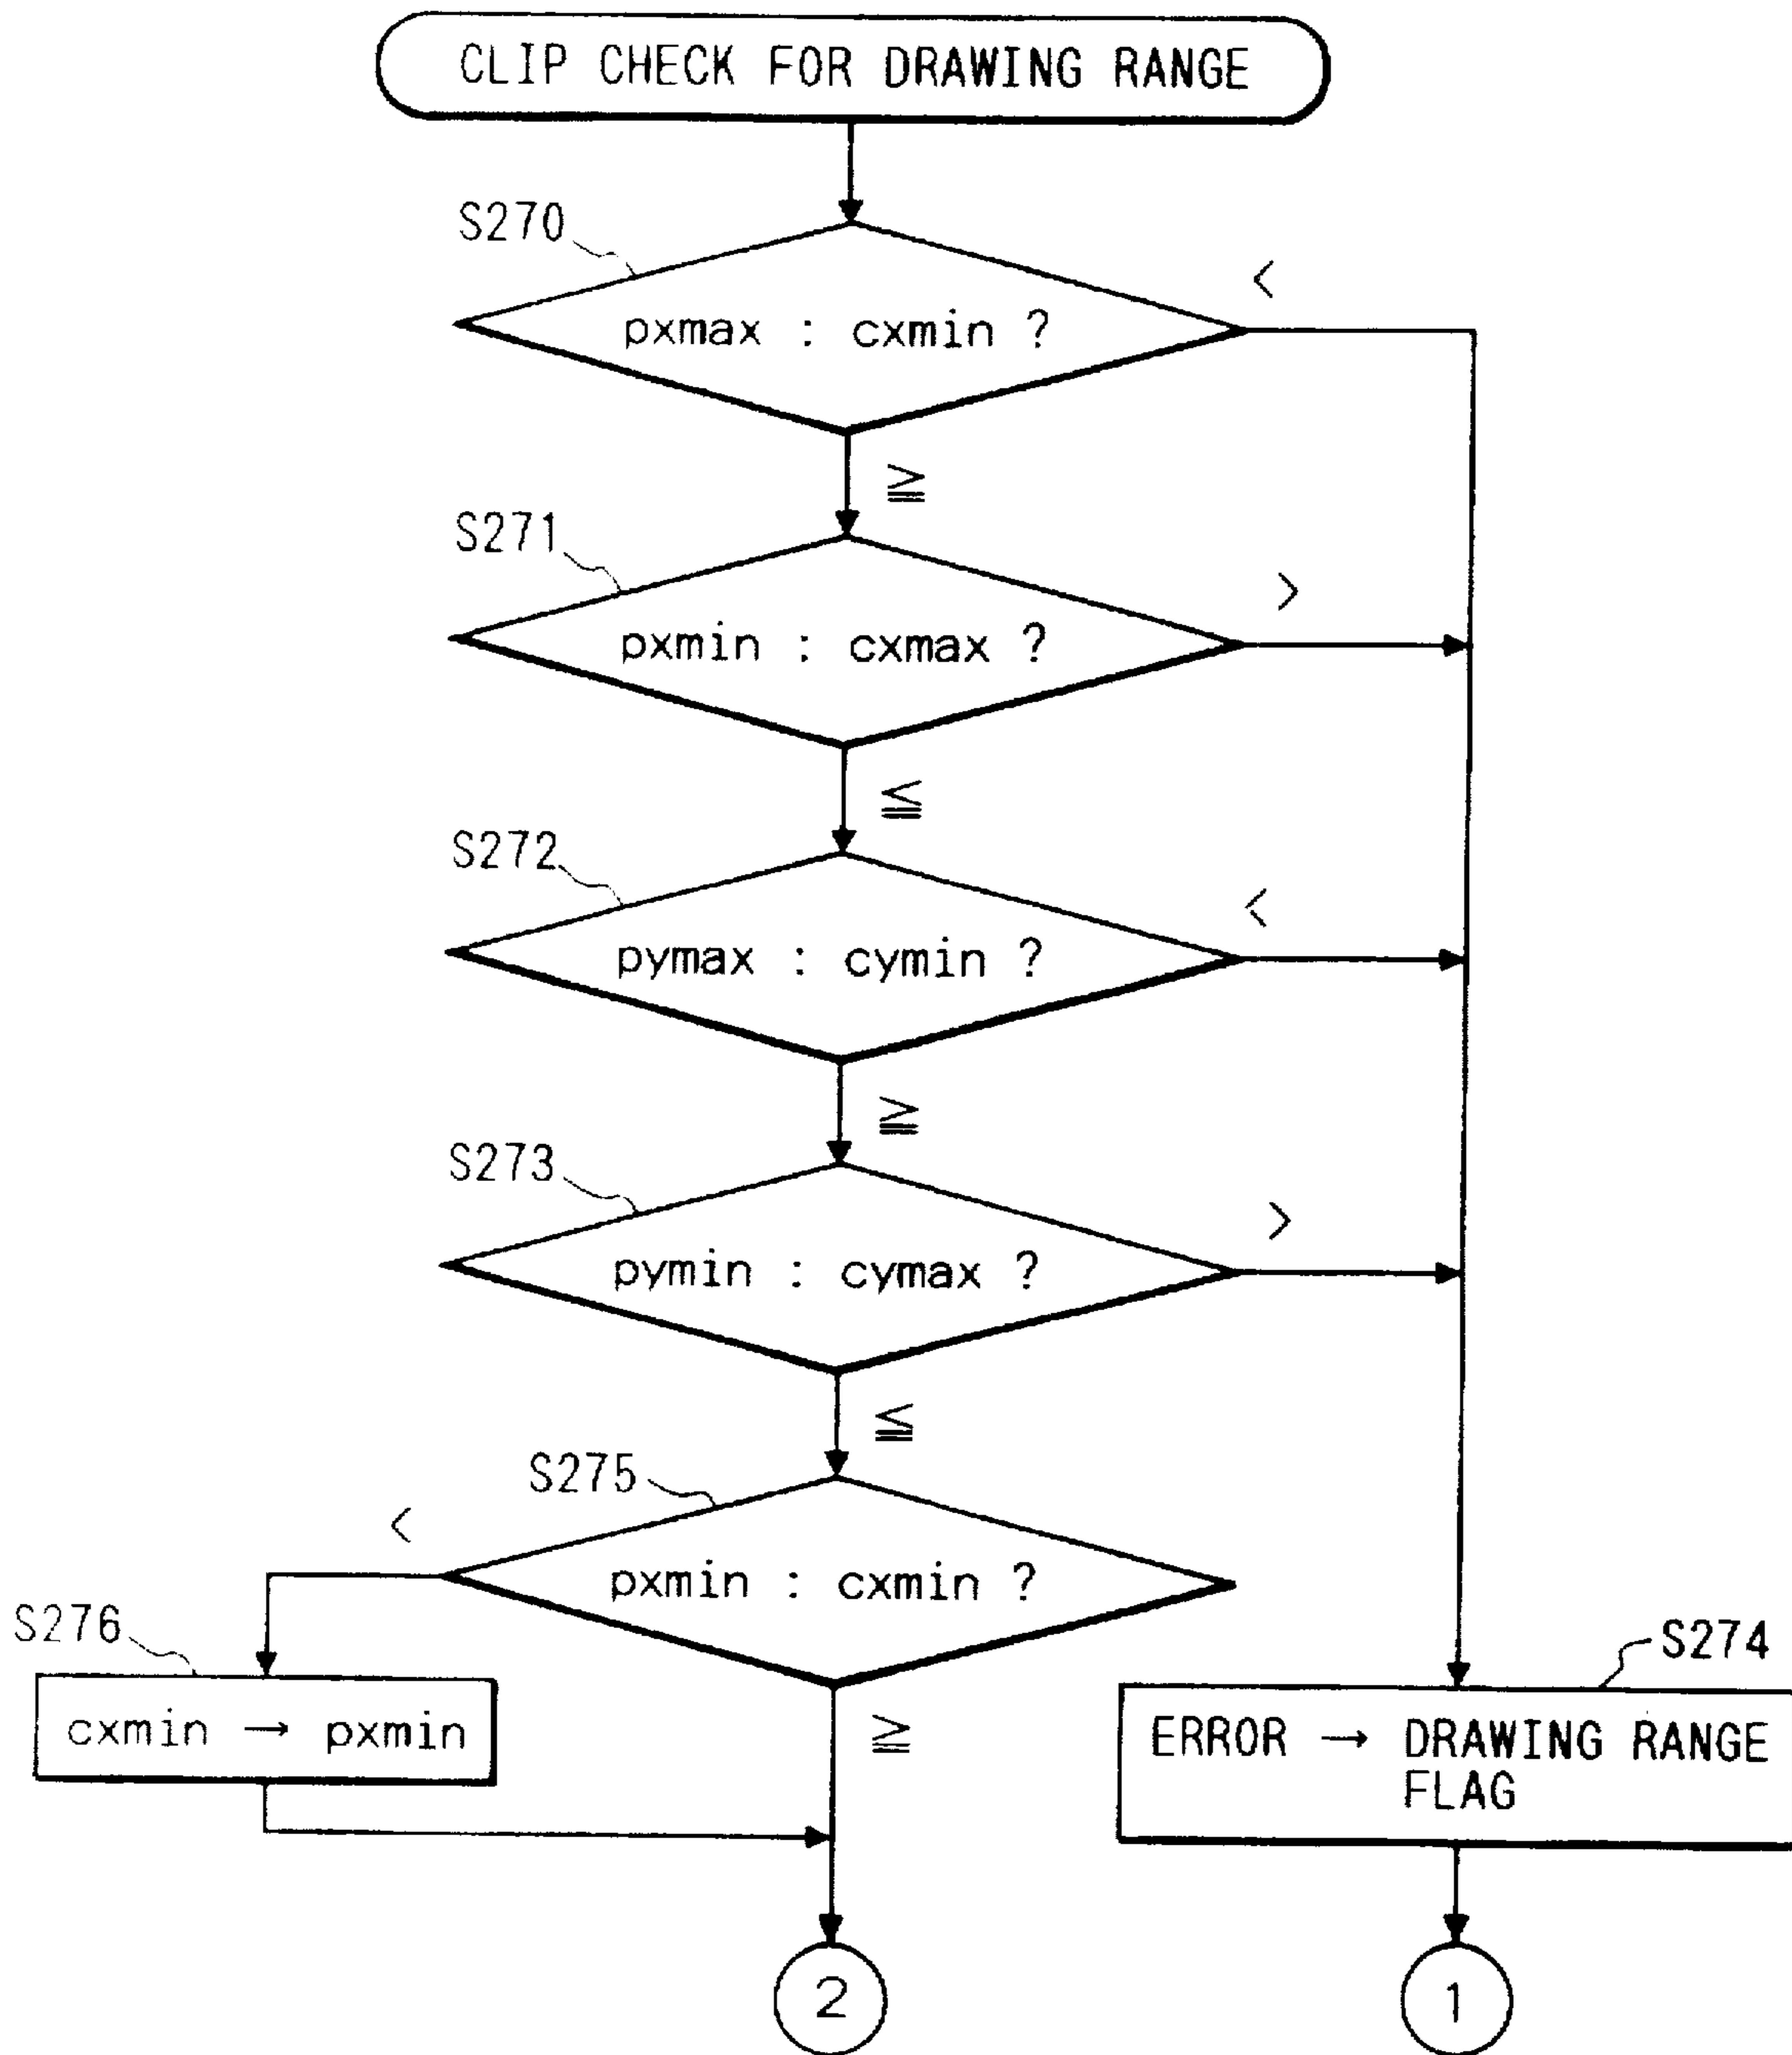 CLIP CHECK FOR DRAWING RANGE
S270
<
pxmax : cxmin ?
≧
S271
>
pxmin : cxmax ?
≦
S272
<
pymax : cymin ?
≧
S273
>
pymin : cymax ?
≦
S275
<
pxmin : cxmin ?
S276
S274
cxmin → pxmin
≧
ERROR → DRAWING RANGE
FLAG
2
1